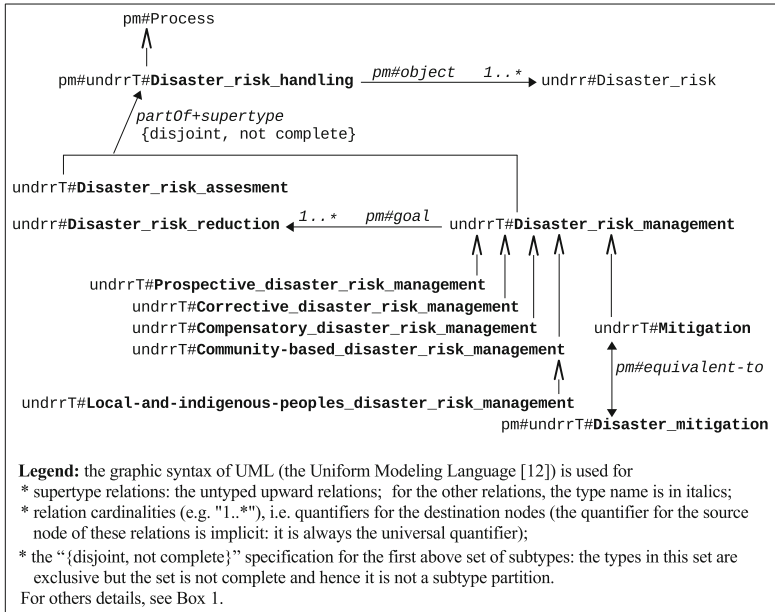 pm#Process
pm#undrrT#Disaster_risk_handling pm#object 1..* undrr#Disaster_risk
partOf+supertype
{disjoint, not complete}
undrrT#Disaster_risk_assesment
undrr#Disaster_risk_reduction 1..* pm#goal undrrT#Disaster_risk_management
undrrT#Prospective_disaster_risk_management
undrrT#Corrective_disaster_risk_management
undrrT#Compensatory_disaster_risk_management undrrT#Mitigation
undrrT#Community-based_disaster_risk_management
pm#equivalent-to
undrrT#Local-and-indigenous-peoples_disaster_risk_management
pm#undrrT#Disaster_mitigation
Legend: the graphic syntax of UML (the Uniform Modeling Language [12]) is used for
* supertype relations: the untyped upward relations; for the other relations, the type name is in italics;
* relation cardinalities (e.g. "1..*"), i.e. quantifiers for the destination nodes (the quantifier for the source
node of these relations is implicit: it is always the universal quantifier);
* the “{disjoint, not complete}” specification for the first above set of subtypes: the types in this set are
exclusive but the set is not complete and hence it is not a subtype partition.
For others details, see Box 1.